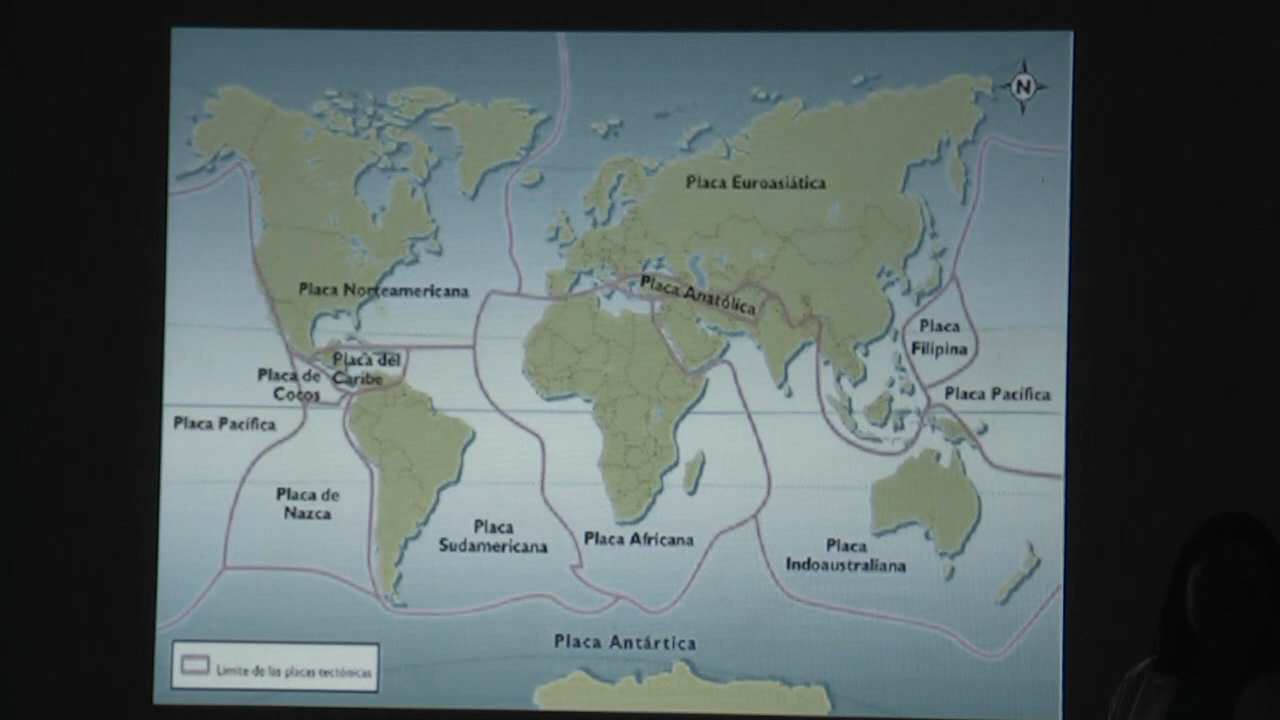 N
Placa Euroasiática
Placa Norteamericana
Placa Anatólica
Placa
Filipina
Placa del
Caribe
Placa de
Cocos
Placa Pacífica
Placa Pacífica
Placa de
Nazca
Placa
Sudamericana
Placa Africana
Placa
Indoaustraliana
Placa Antártica
Límite de las placas tectónicas